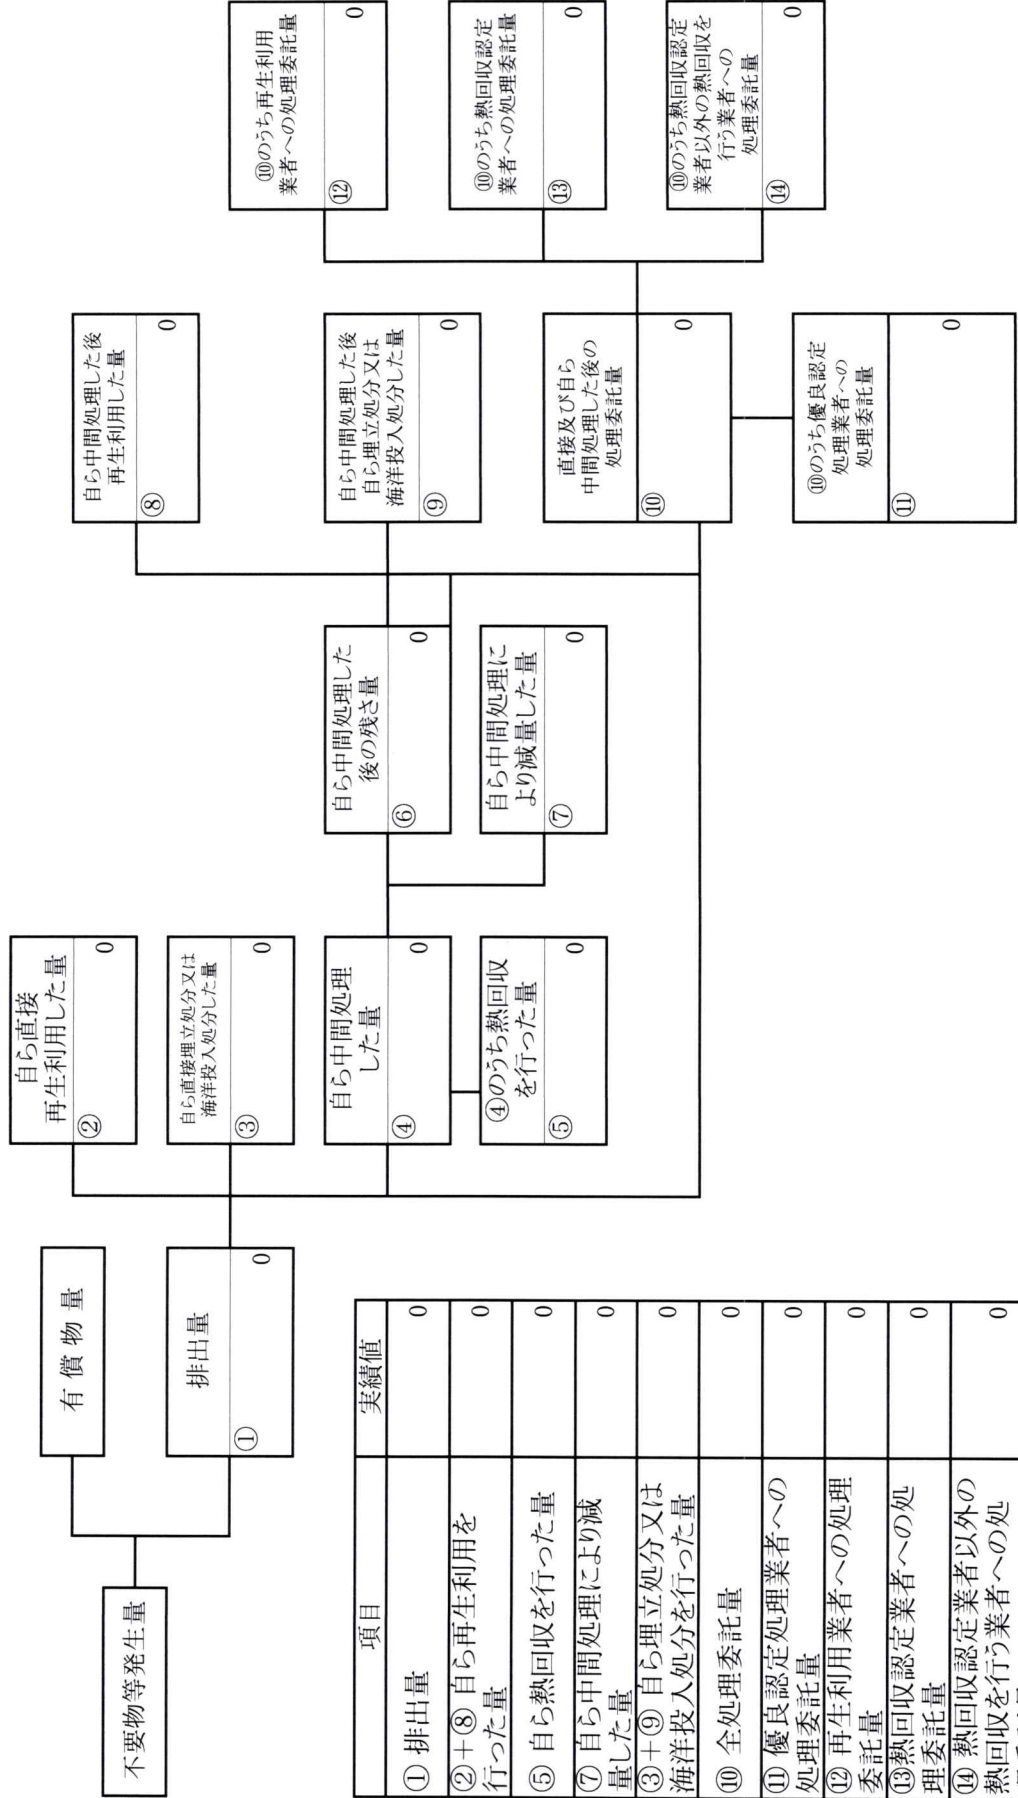 不要物等発生量
有償物量
排出量
①
0
自ら直接
再生利用した量
②
0
自ら直接埋立処分又は
海洋投入処分した量
③
0
自ら中間処理
した量
④
0
④のうち熱回収
を行った量
⑤
0
自ら中間処理した
後の残さ量
⑥
0
自ら中間処理に
より減量した量
⑦
0
自ら中間処理した後
再生利用した量
⑧
0
自ら中間処理した後
自ら埋立処分又は
海洋投入処分した量
⑨
0
直接及び自ら
中間処理した後の
処理委託量
⑩
0
⑩のうち優良認定
処理業者への
処理委託量
⑪
0
⑩のうち再生利用
業者への処理委託量
⑫
0
⑩のうち熱回収認定
業者への処理委託量
⑬
0
⑩のうち熱回収認定
業者以外の熱回収を
行う業者への
処理委託量
⑭
0
項目 実績値
① 排出量 0
②+⑧ 自ら再生利用を
行った量 0
⑤ 自ら熱回収を行った量 0
⑦ 自ら中間処理により減
量した量 0
③+⑨ 自ら埋立処分又は
海洋投入処分を行った量 0
⑩ 全処理委託量 0
⑪ 優良認定処理業者への
処理委託量 0
⑫ 再生利用業者への処理
委託量 0
⑬熱回収認定業者への処
理委託量 0
⑭ 熱回収認定業者以外の
熱回収を行う業者への処 0